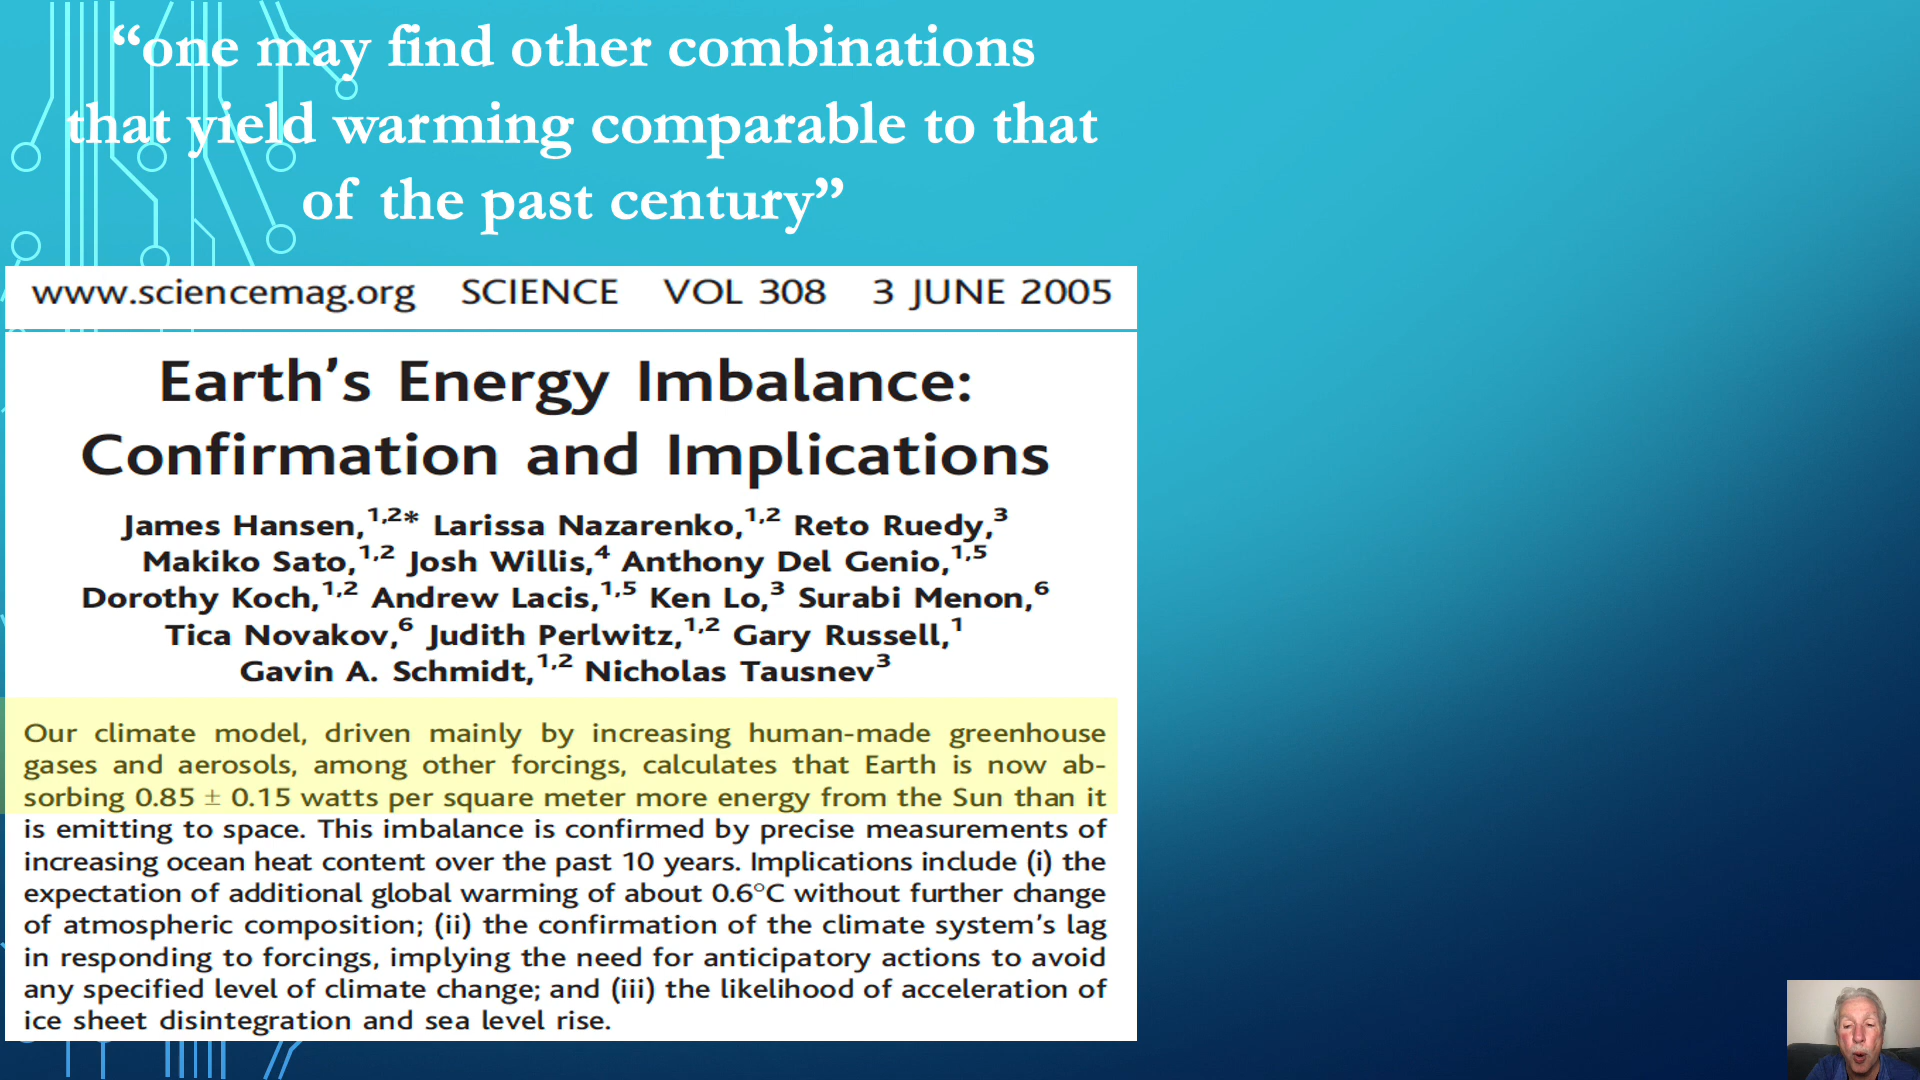 “one may find other combinations
that yield warming comparable to that
of the past century”
www.sciencemag.org SCIENCE VOL 308 3 JUNE 2005
Earth’s Energy Imbalance:
Confirmation and Implications
James Hansen,1,2* Larissa Nazarenko,1,2 Reto Ruedy,3
Makiko Sato,1,2 Josh Willis,4 Anthony Del Genio,1,5
Dorothy Koch,1,2 Andrew Lacis,1,5 Ken Lo,3 Surabi Menon,6
Tica Novakov,6 Judith Perlwitz,1,2 Gary Russell,1
Gavin A. Schmidt,1,2 Nicholas Tausnev3
Our climate model, driven mainly by increasing human-made greenhouse
gases and aerosols, among other forcings, calculates that Earth is now ab-
sorbing 0.85 ± 0.15 watts per square meter more energy from the Sun than it
is emitting to space. This imbalance is confirmed by precise measurements of
increasing ocean heat content over the past 10 years. Implications include (i) the
expectation of additional global warming of about 0.6°C without further change
of atmospheric composition; (ii) the confirmation of the climate system’s lag
in responding to forcings, implying the need for anticipatory actions to avoid
any specified level of climate change; and (iii) the likelihood of acceleration of
ice sheet disintegration and sea level rise.